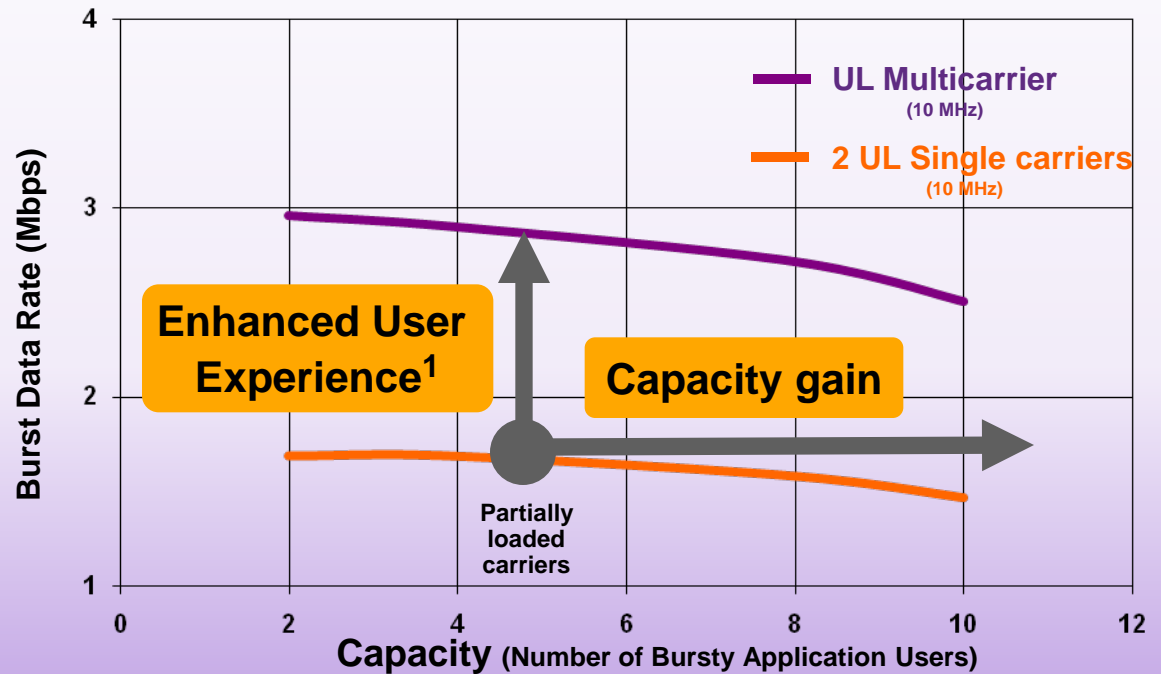 4
UL Multicarrier
(10 MHz)
2 UL Single carriers
(10 MHz)
Burst Data Rate (Mbps)
3
Enhanced User
Experience¹
Capacity gain
2
Partially
loaded
carriers
1
0 2 4 6 8 10 12
Capacity (Number of Bursty Application Users)